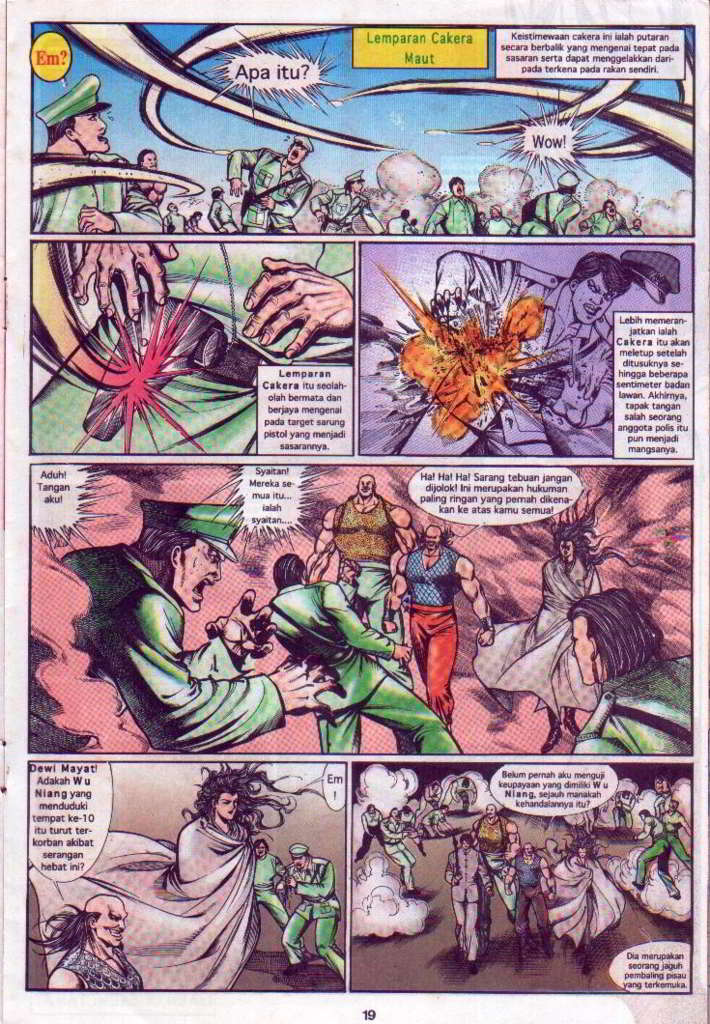 Em?
Apa itu?
Lemparan Cakera
Maut
Keistimewaan cakera ini ialah putaran
secara berbalik yang mengenai tepat pada
sasaran serta dapat menggelakkan dari-
pada terkena pada rakan sendiri.
Wow!
Lemparan
Cakera itu seolah-
olah bermata dan
berjaya mengenai
pada target sarung
pistol yang menjadi
sasarannya.
Lebih memeran-
jatkan ialah
Cakera itu akan
meletup setelah
ditusuknya se-
hingga beberapa
sentimeter badan
lawan. Akhirnya,
tapak tangan
salah seorang
anggota polis itu
pun menjadi
mangsanya.
Aduh!
Tangan
aku!
Syaitan!
Mereka se-
mua itu...
ialah
syaitan....
Ha! Ha! Ha! Sarang tebuan jangan
dijolok! Ini merupakan hukuman
paling ringan yang pernah dikena-
kan ke atas kamu semua!
Dewi Mayat!
Adakah Wu
Niang yang
menduduki
tempat ke-10
itu turut ter-
korban akibat
serangan
hebat ini?
Em
!
Belum pernah aku menguji
keupayaan yang dimiliki Wu
Niang, sejauh manakah
kehandalannya itu?
Dia merupakan
seorang jaguh
pembaling pisau
yang terkemuka.
19